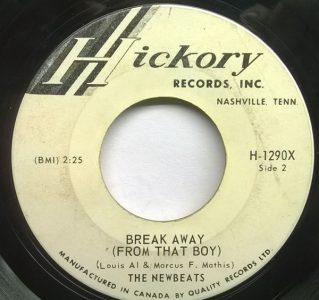 Hickory
RECORDS, INC.
NASHVILLE, TENN.
(BMI) 2:25
H-1290X
Side 2
BREAK AWAY
(FROM THAT BOY)
(Louis Al & Marcus F. Mathis)
THE NEWBEATS
MANUFACTURED IN CANADA BY QUALITY RECORDS LTD.